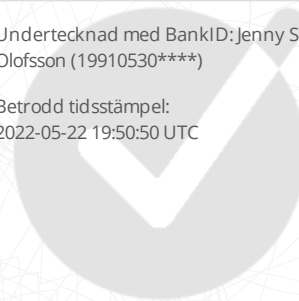 Undertecknad med BankID: Jenny S
Olofsson (19910530****)
Betrodd tidsstämpel:
2022-05-22 19:50:50 UTC